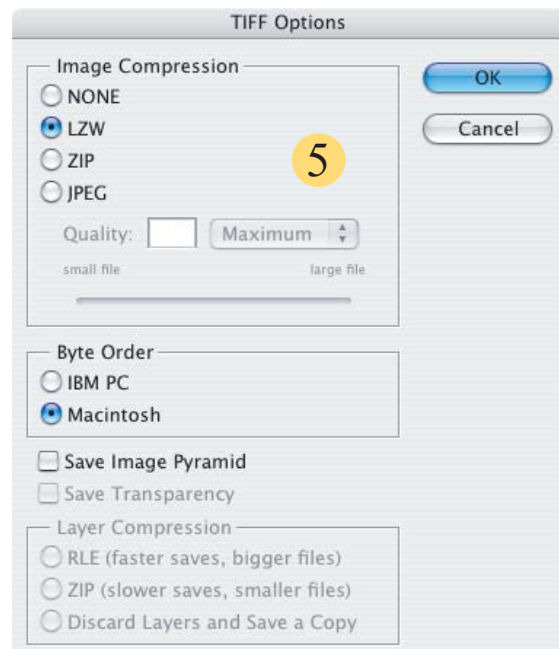 TIFF Options
Image Compression
NONE
LZW
ZIP
JPEG
5
Quality:
Maximum
small file
large file
OK
Cancel
Byte Order
IBM PC
Macintosh
Save Image Pyramid
Save Transparency
Layer Compression
RLE (faster saves, bigger files)
ZIP (slower saves, smaller files)
Discard Layers and Save a Copy